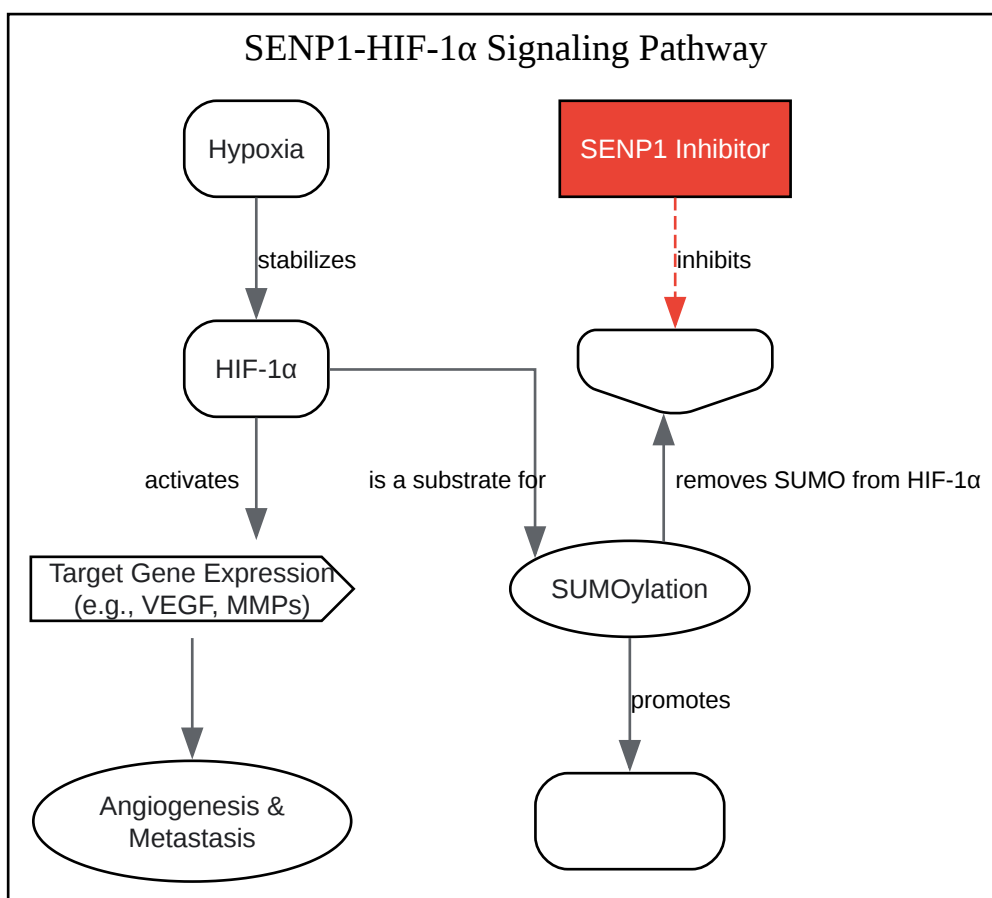 SENP1-HIF-1α Signaling Pathway
Hypoxia
SENP1 Inhibitor
stabilizes
inhibits
HIF-1α
activates
is a substrate for
removes SUMO from HIF-1α
Target Gene Expression
(e.g., VEGF, MMPs)
SUMOylation
promotes
Angiogenesis &
Metastasis